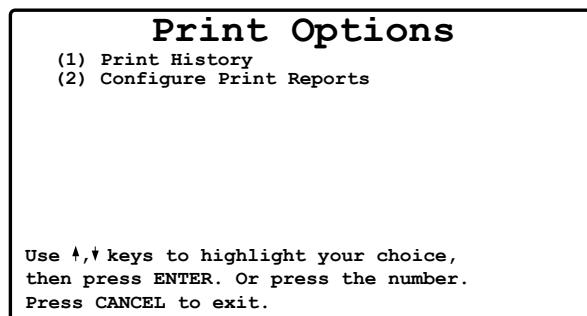 Print Options
(1) Print History
(2) Configure Print Reports
Use ↑,↓ keys to highlight your choice,
then press ENTER. Or press the number.
Press CANCEL to exit.